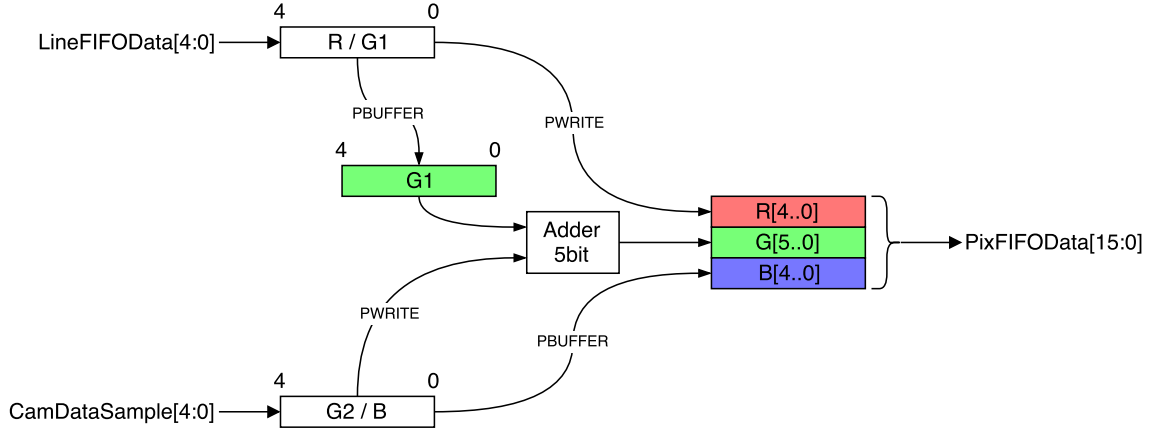 4 0
LineFIFOData[4:0]
R / G1
PBUFFER
PWRITE
4 0
G1
R[4..0]
Adder
5bit
G[5..0]
PixFIFOData[15:0]
B[4..0]
PWRITE
PBUFFER
4 0
CamDataSample[4:0]
G2 / B